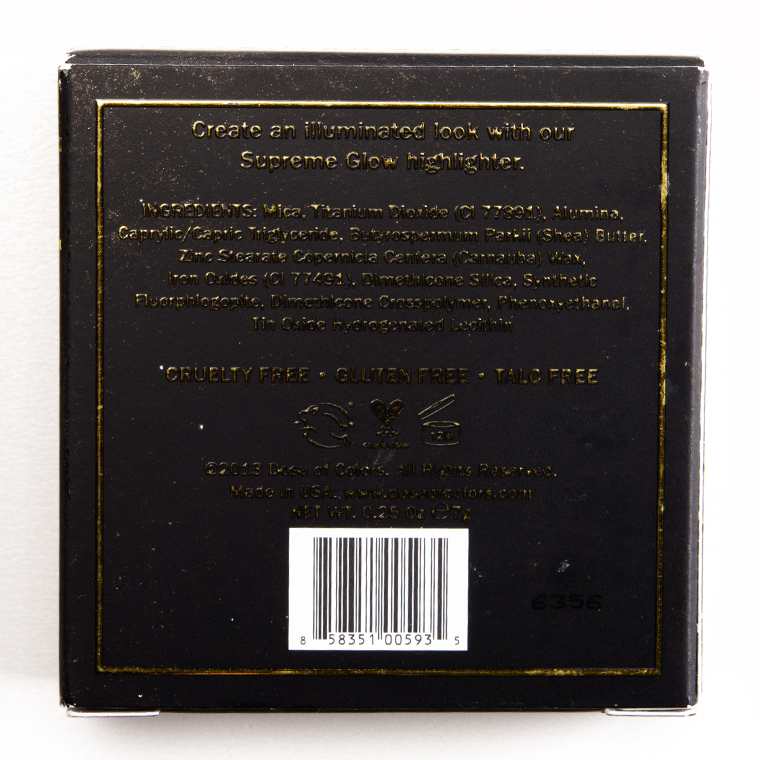 Create an illuminated look with our
Supreme Glow highlighter.
INGREDIENTS: Mica, Titanium Dioxide (CI 77891), Alumina,
Caprylic/Capric Triglyceride, Butyrospermum Parkii (Shea) Butter,
Zinc Stearate Copernicia Cerifera (Carnauba) Wax,
Iron Oxides (CI 77491), Dimethicone Silica, Synthetic
Fluorphlogopite, Dimethicone Crosspolymer, Phenoxyethanol,
Tin Oxide Hydrogenated Lecithin
CRUELTY FREE • GLUTEN FREE • TALC FREE
©2013 Dose of Colors. All Rights Reserved.
Made in USA. www.doseofcolors.com
NET WT. 0.25 Oz ℮ 7g
6356
8 58351 00593 5